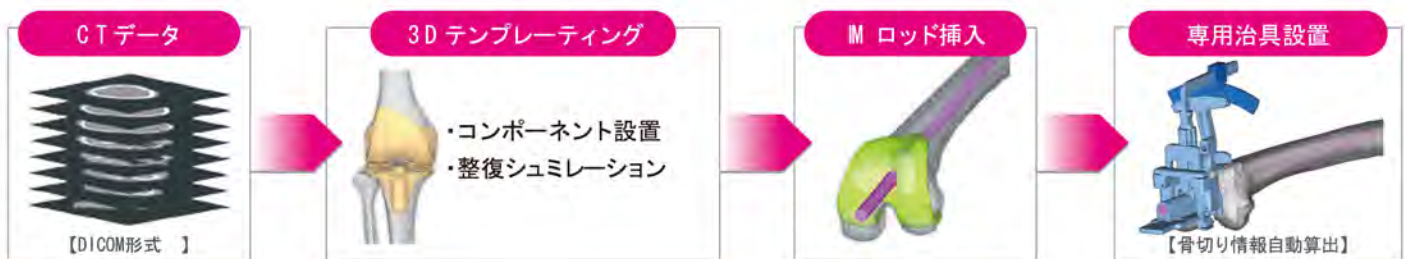 CTデータ
【DICOM形式 】
3Dテンプレーティング
・コンポーネント設置
・整復シュミレーション
IM ロッド挿入
専用治具設置
【骨切り情報自動算出】